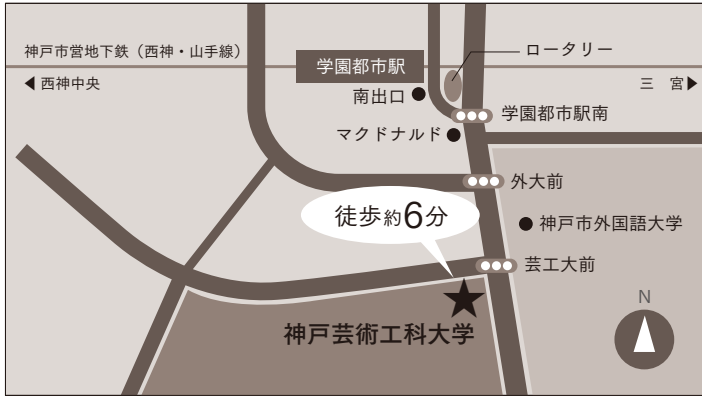 神戸市営地下鉄（西神・山手線）
ロータリー
学園都市駅
◀ 西神中央
三　宮▶
南出口
学園都市駅南
マクドナルド
外大前
徒歩約6分
神戸市外国語大学
芸工大前
N
神戸芸術工科大学